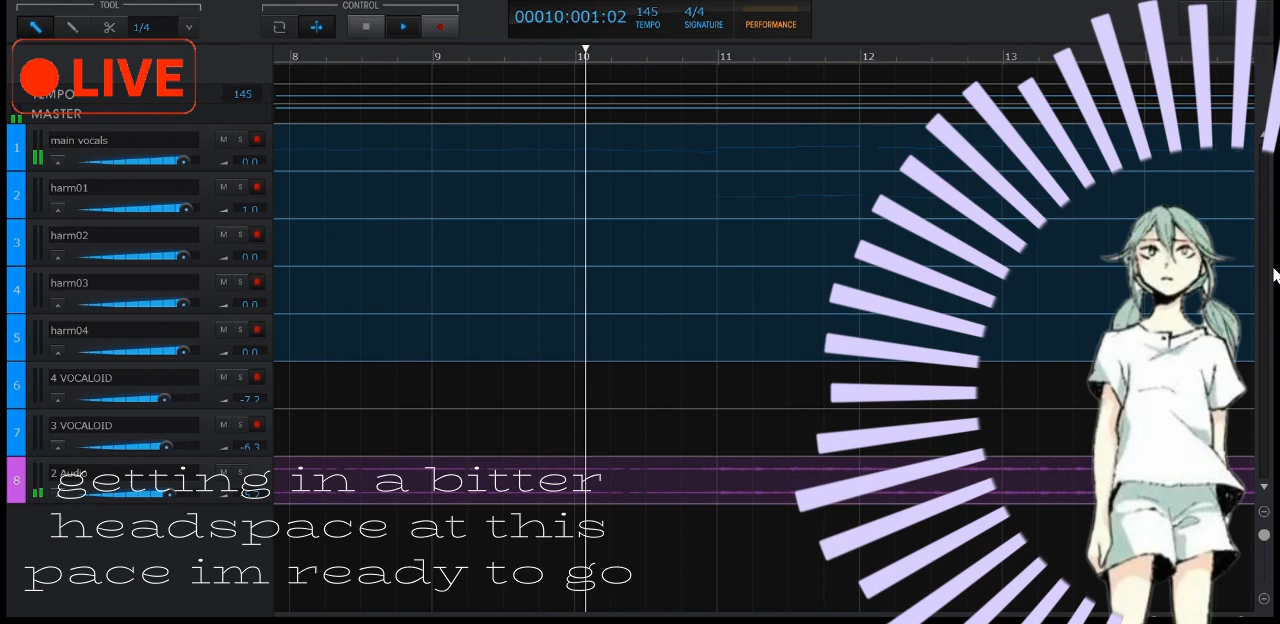 TOOL
CONTROL
1/4
00010:001:02
145
TEMPO
4/4
SIGNATURE
PERFORMANCE
LIVE
8
9
10
11
12
13
TEMPO
145
MASTER
1
main vocals
M S
0.0
2
harm01
M S
1.0
3
harm02
M S
0.0
4
harm03
M S
0.0
5
harm04
M S
0.0
6
4 VOCALOID
M S
-7.2
7
3 VOCALOID
M S
-6.3
8
2 Audio
M S
getting in a bitter
headspace at this
pace im ready to go